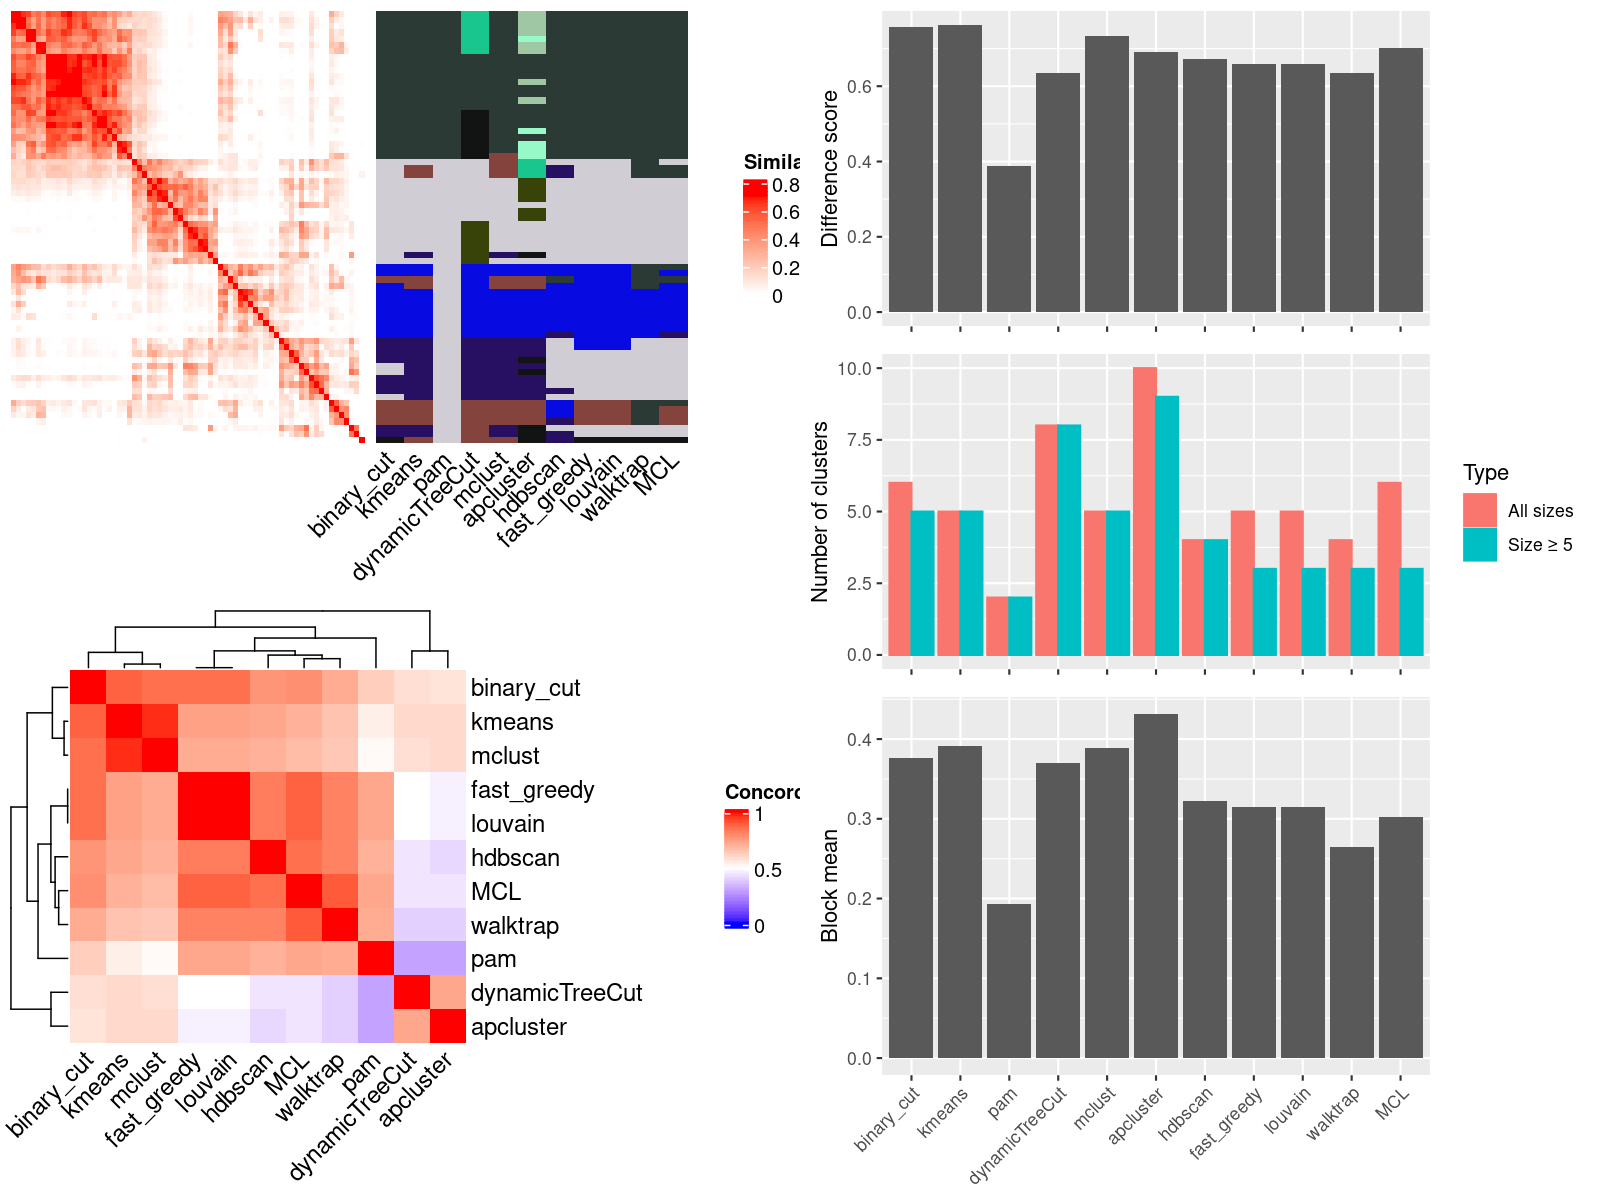 Simila
0.8
0.6
0.4
0.2
0
binary_cut
kmeans
pam
dynamicTreeCut
mclust
apcluster
hdbscan
fast_greedy
louvain
walktrap
MCL
binary_cut
kmeans
mclust
fast_greedy
louvain
hdbscan
MCL
walktrap
pam
dynamicTreeCut
apcluster
binary_cut
kmeans
mclust
fast_greedy
louvain
hdbscan
MCL
walktrap
pam
dynamicTreeCut
apcluster
Concord
1
0.5
0
Difference score
0.6
0.4
0.2
0.0
Number of clusters
10.0
7.5
5.0
2.5
0.0
Type
All sizes
Size ≥ 5
Block mean
0.4
0.3
0.2
0.1
0.0
binary_cut
kmeans
pam
dynamicTreeCut
mclust
apcluster
hdbscan
fast_greedy
louvain
walktrap
MCL